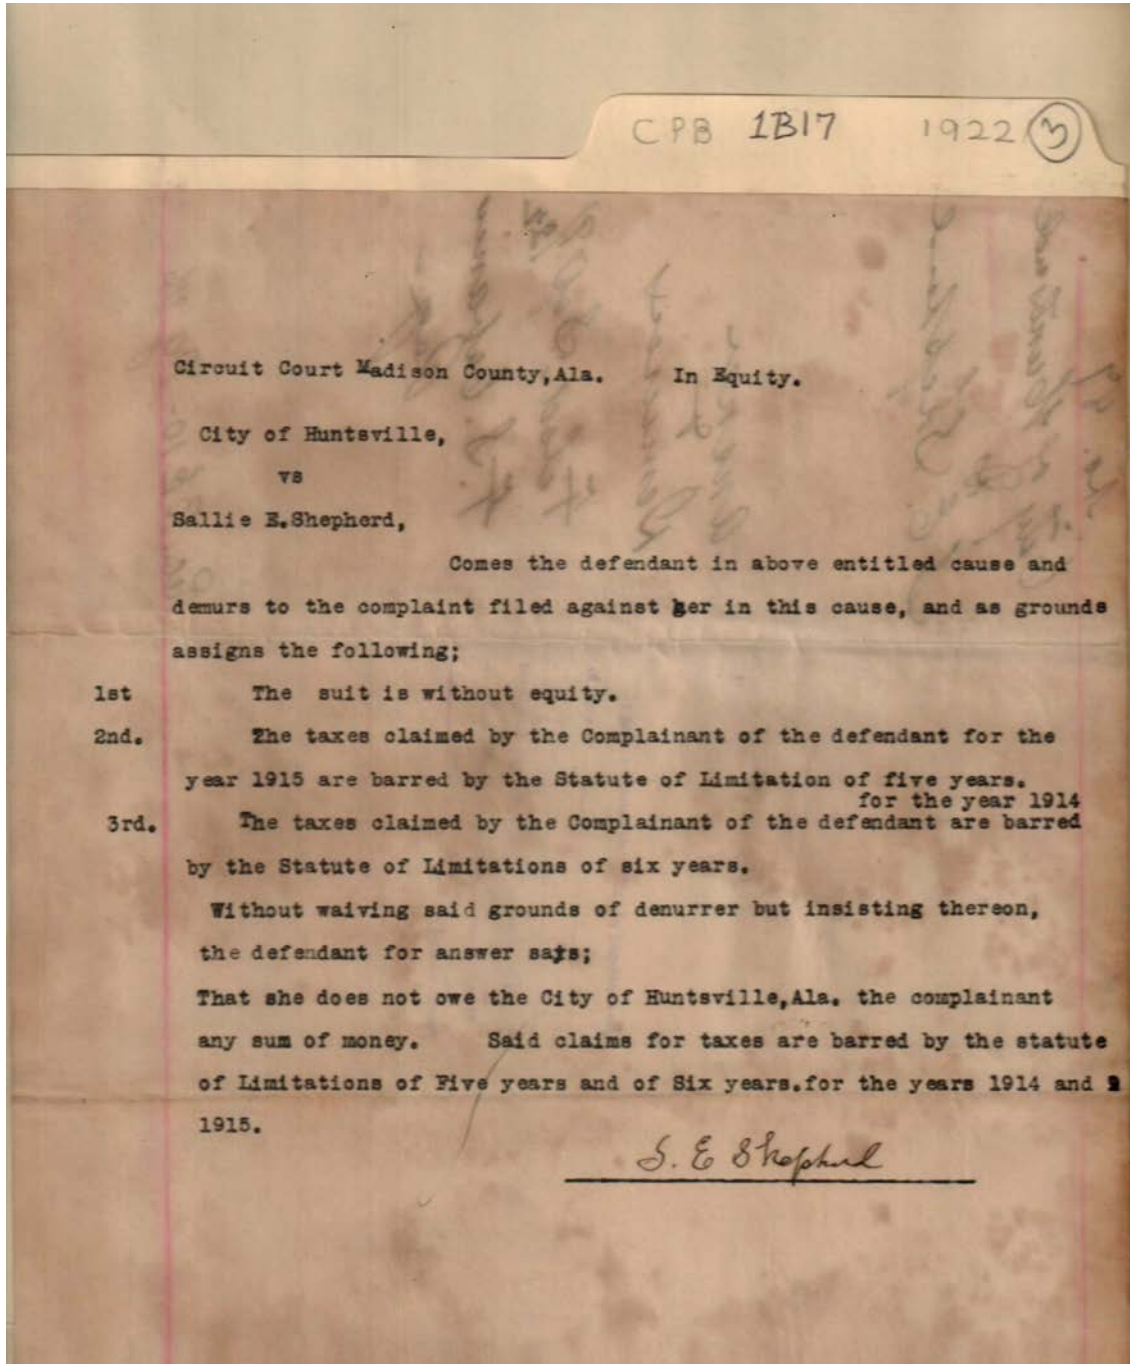 CPB 1B17 1922 3
Circuit Court Madison County,Ala. In Equity.
City of Huntsville,
vs
Sallie E.Shepherd,
Comes the defendant in above entitled cause and
demurs to the complaint filed against her in this cause, and as grounds
assigns the following;
1st The suit is without equity.
2nd. The taxes claimed by the Complainant of the defendant for the
year 1915 are barred by the Statute of Limitation of five years.
for the year 1914
3rd. The taxes claimed by the Complainant of the defendant are barred
by the Statute of Limitations of six years.
Without waiving said grounds of denurrer but insisting thereon,
the defendant for answer says;
That she does not owe the City of Huntsville,Ala. the complainant
any sum of money. Said claims for taxes are barred by the statute
of Limitations of Five years and of Six years.for the years 1914 and
1915.
S. E Shepherd